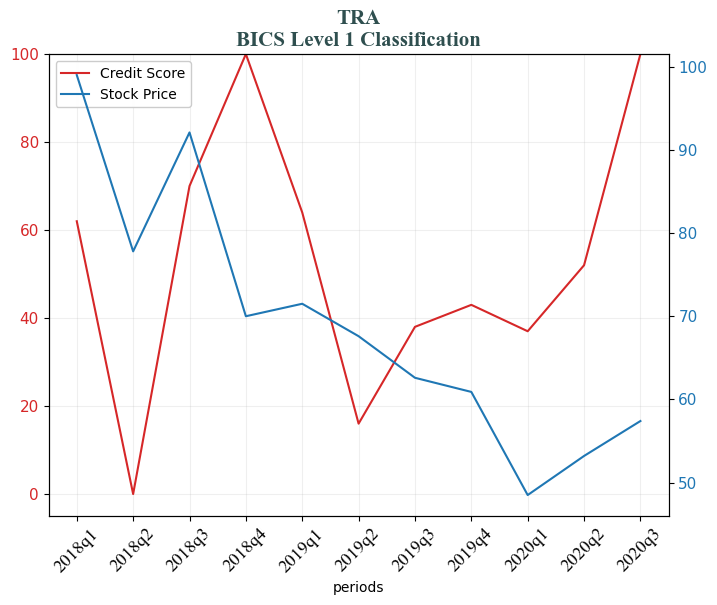 TRA
BICS Level 1 Classification
Credit Score
Stock Price
100
80
60
40
20
0
100
90
80
70
60
50
2018q1
2018q2
2018q3
2018q4
2019q1
2019q2
2019q3
2019q4
2020q1
2020q2
2020q3
periods